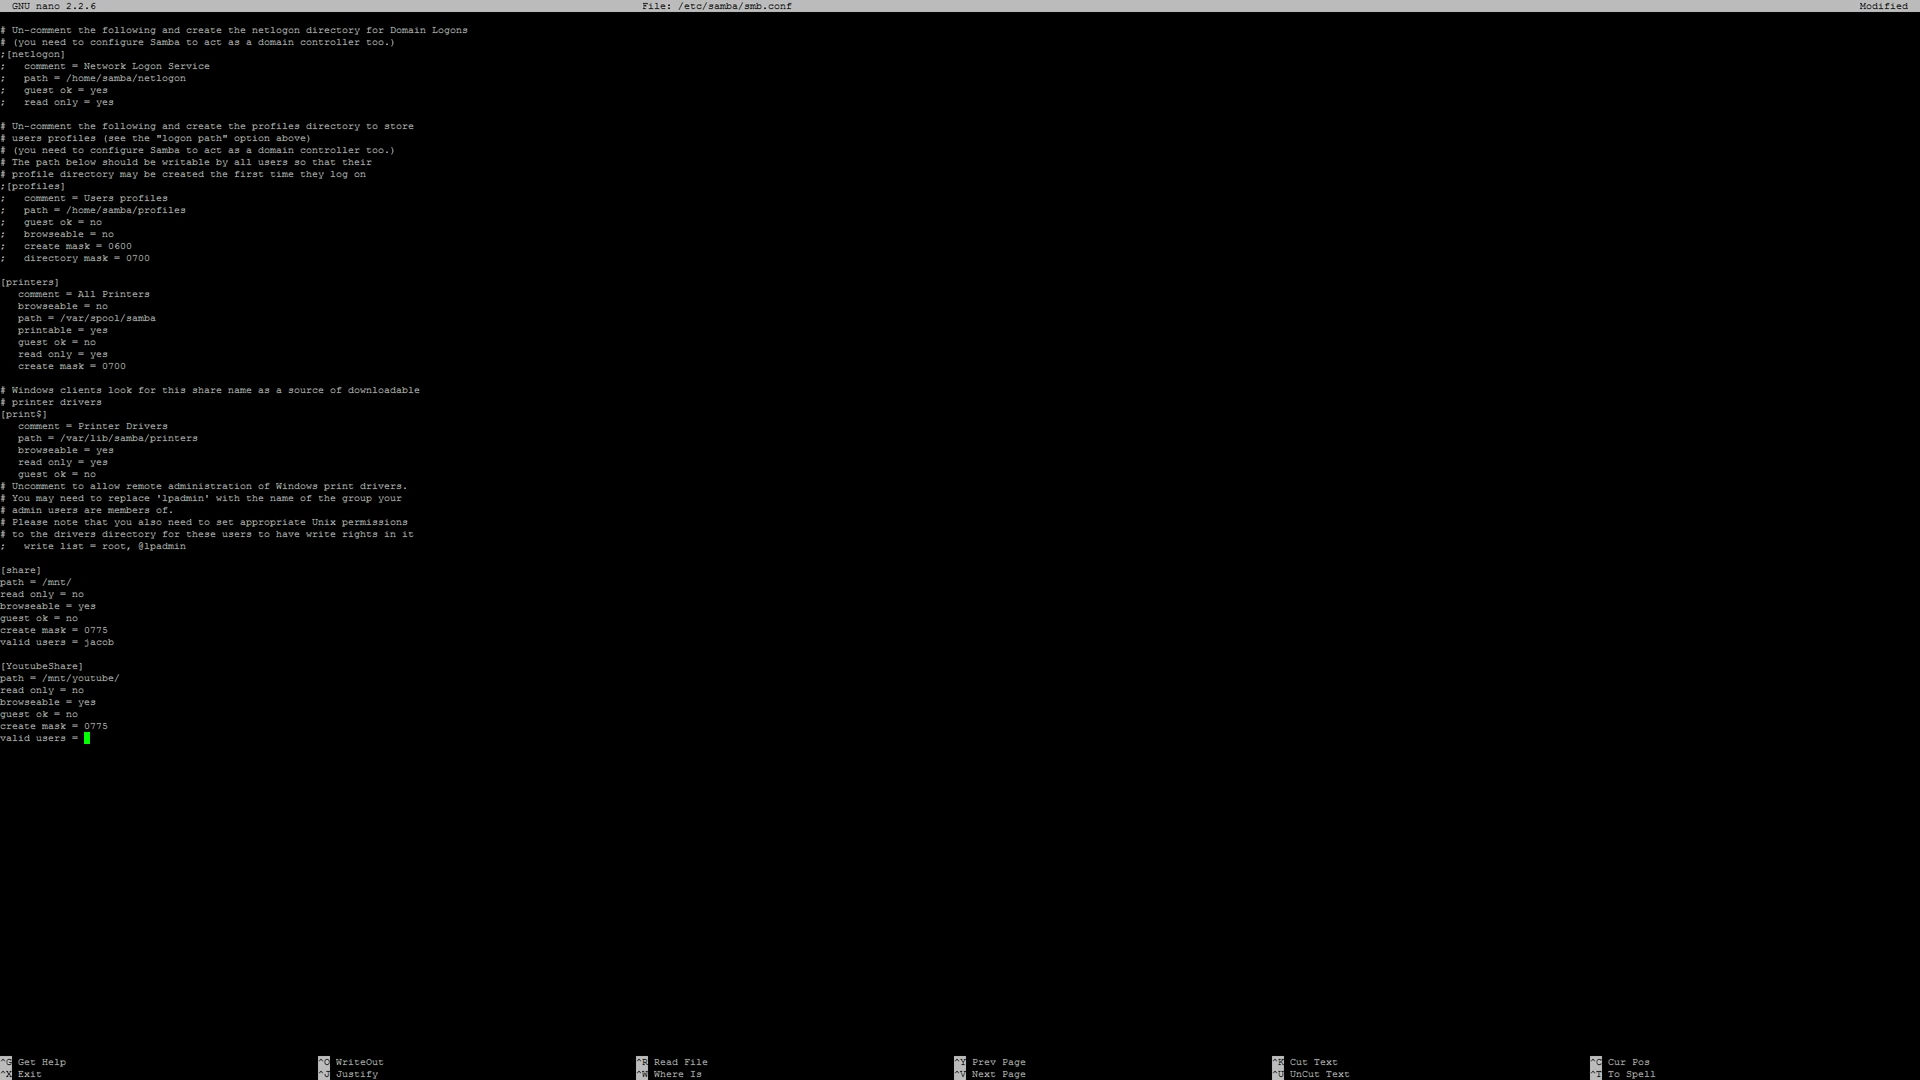 GNU nano 2.2.6 File: /etc/samba/smb.conf Modified
# Un-comment the following and create the netlogon directory for Domain Logons
# (you need to configure Samba to act as a domain controller too.)
;[netlogon]
;   comment = Network Logon Service
;   path = /home/samba/netlogon
;   guest ok = yes
;   read only = yes
# Un-comment the following and create the profiles directory to store
# users profiles (see the "logon path" option above)
# (you need to configure Samba to act as a domain controller too.)
# The path below should be writable by all users so that their
# profile directory may be created the first time they log on
;[profiles]
;   comment = Users profiles
;   path = /home/samba/profiles
;   guest ok = no
;   browseable = no
;   create mask = 0600
;   directory mask = 0700
[printers]
   comment = All Printers
   browseable = no
   path = /var/spool/samba
   printable = yes
   guest ok = no
   read only = yes
   create mask = 0700
# Windows clients look for this share name as a source of downloadable
# printer drivers
[print$]
   comment = Printer Drivers
   path = /var/lib/samba/printers
   browseable = yes
   read only = yes
   guest ok = no
# Uncomment to allow remote administration of Windows print drivers.
# You may need to replace 'lpadmin' with the name of the group your
# admin users are members of.
# Please note that you also need to set appropriate Unix permissions
# to the drivers directory for these users to have write rights in it
;   write list = root, @lpadmin
[share]
path = /mnt/
read only = no
browseable = yes
guest ok = no
create mask = 0775
valid users = jacob
[YoutubeShare]
path = /mnt/youtube/
read only = no
browseable = yes
guest ok = no
create mask = 0775
valid users =
^G Get Help ^O WriteOut ^R Read File ^Y Prev Page ^K Cut Text ^C Cur Pos
^X Exit ^J Justify ^W Where Is ^V Next Page ^U UnCut Text ^T To Spell